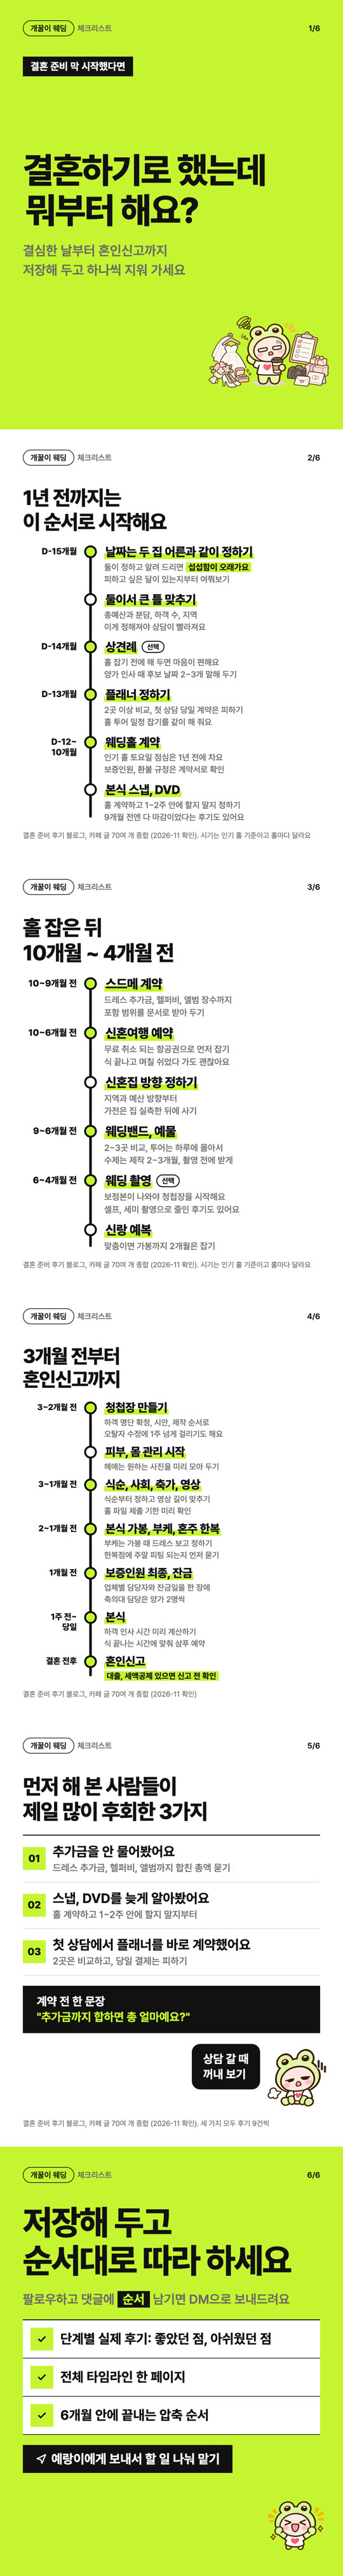 개꿀이 웨딩 체크리스트 1/6
결혼 준비 막 시작했다면
결혼하기로 했는데
뭐부터 해요?
결심한 날부터 혼인신고까지
저장해 두고 하나씩 지워 가세요
개꿀이 웨딩 체크리스트 2/6
1년 전까지는
이 순서로 시작해요
D-15개월
날짜는 두 집 어른과 같이 정하기
둘이 정하고 알려 드리면 섭섭함이 오래가요
피하고 싶은 달이 있는지부터 여쭤보기
둘이서 큰 틀 맞추기
총예산과 분담, 하객 수, 지역
이게 정해져야 상담이 빨라져요
D-14개월
상견례 선택
홀 잡기 전에 해 두면 마음이 편해요
양가 인사 때 후보 날짜 2~3개 말해 두기
D-13개월
플래너 정하기
2곳 이상 비교, 첫 상담 당일 계약은 피하기
홀 투어 일정 잡기를 같이 해 줘요
D-12~
10개월
웨딩홀 계약
인기 홀 토요일 점심은 1년 전에 차요
보증인원, 환불 규정은 계약서로 확인
본식 스냅, DVD
홀 계약하고 1~2주 안에 할지 말지 정하기
9개월 전엔 다 마감이었다는 후기도 있어요
결혼 준비 후기 블로그, 카페 글 70여 개 종합 (2026-11 확인). 시기는 인기 홀 기준이고 홀마다 달라요
개꿀이 웨딩 체크리스트 3/6
홀 잡은 뒤
10개월 ~ 4개월 전
10~9개월 전
스드메 계약
드레스 추가금, 헬퍼비, 앨범 장수까지
포함 범위를 문서로 받아 두기
10~6개월 전
신혼여행 예약
무료 취소 되는 항공권으로 먼저 잡기
식 끝나고 며칠 쉬었다 가도 괜찮아요
신혼집 방향 정하기
지역과 예산 방향부터
가전은 집 실측한 뒤에 사기
9~6개월 전
웨딩밴드, 예물
2~3곳 비교, 투어는 하루에 몰아서
수제는 제작 2~3개월, 촬영 전에 받게
6~4개월 전
웨딩 촬영 선택
보정본이 나와야 청첩장을 시작해요
셀프, 세미 촬영으로 줄인 후기도 있어요
신랑 예복
맞춤이면 가봉까지 2개월은 잡기
결혼 준비 후기 블로그, 카페 글 70여 개 종합 (2026-11 확인). 시기는 인기 홀 기준이고 홀마다 달라요
개꿀이 웨딩 체크리스트 4/6
3개월 전부터
혼인신고까지
3~2개월 전
청첩장 만들기
하객 명단 확정, 시안, 제작 순서로
오탈자 수정에 1주 넘게 걸리기도 해요
피부, 몸 관리 시작
헤메는 원하는 사진을 미리 모아 두기
3~1개월 전
식순, 사회, 축가, 영상
식순부터 정하고 영상 길이 맞추기
홀 파일 제출 기한 미리 확인
2~1개월 전
본식 가봉, 부케, 혼주 한복
부케는 가봉 때 드레스 보고 정하기
한복점에 주말 피팅 되는지 먼저 묻기
1개월 전
보증인원 최종, 잔금
업체별 담당자와 잔금일을 한 장에
축의대 담당은 양가 2명씩
1주 전~
당일
본식
하객 인사 시간 미리 계산하기
식 끝나는 시간에 맞춰 샴푸 예약
결혼 전후
혼인신고
대출, 세액공제 있으면 신고 전 확인
결혼 준비 후기 블로그, 카페 글 70여 개 종합 (2026-11 확인)
개꿀이 웨딩 체크리스트 5/6
먼저 해 본 사람들이
제일 많이 후회한 3가지
01
추가금을 안 물어봤어요
드레스 추가금, 헬퍼비, 앨범까지 합친 총액 묻기
02
스냅, DVD를 늦게 알아봤어요
홀 계약하고 1~2주 안에 할지 말지부터
03
첫 상담에서 플래너를 바로 계약했어요
2곳은 비교하고, 당일 결제는 피하기
계약 전 한 문장
"추가금까지 합하면 총 얼마예요?"
상담 갈 때
꺼내 보기
결혼 준비 후기 블로그, 카페 글 70여 개 종합 (2026-11 확인). 세 가지 모두 후기 9건씩
개꿀이 웨딩 체크리스트 6/6
저장해 두고
순서대로 따라 하세요
팔로우하고 댓글에 순서 남기면 DM으로 보내드려요
단계별 실제 후기: 좋았던 점, 아쉬웠던 점
전체 타임라인 한 페이지
6개월 안에 끝내는 압축 순서
예랑이에게 보내서 할 일 나눠 맡기